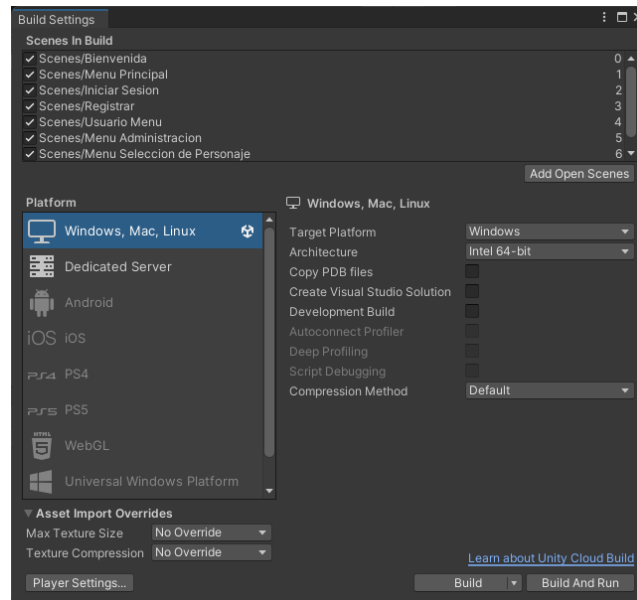 Build Settings
Scenes In Build
Scenes/Bienvenida 0
Scenes/Menu Principal 1
Scenes/Iniciar Sesion 2
Scenes/Registrar 3
Scenes/Usuario Menu 4
Scenes/Menu Administracion 5
Scenes/Menu Seleccion de Personaje 6
Add Open Scenes
Platform
Windows, Mac, Linux
Dedicated Server
Android
iOS iOS
PS4 PS4
PS5 PS5
HTML 5 WebGL
Universal Windows Platform
Windows, Mac, Linux
Target Platform Windows
Architecture Intel 64-bit
Copy PDB files
Create Visual Studio Solution
Development Build
Autoconnect Profiler
Deep Profiling
Script Debugging
Compression Method Default
Asset Import Overrides
Max Texture Size No Override
Texture Compression No Override
Learn about Unity Cloud Build
Player Settings... Build Build And Run